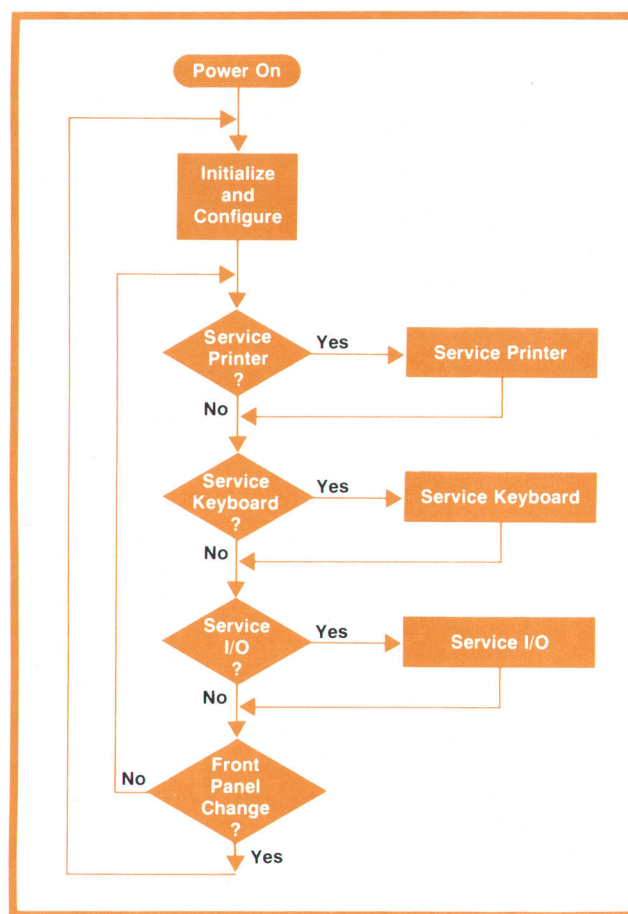 Power On
Initialize
and
Configure
Service
Printer
?
Yes
Service Printer
No
Service
Keyboard
?
Yes
Service Keyboard
No
Service
I/O
?
Yes
Service I/O
No
Front
Panel
Change
?
No
Yes